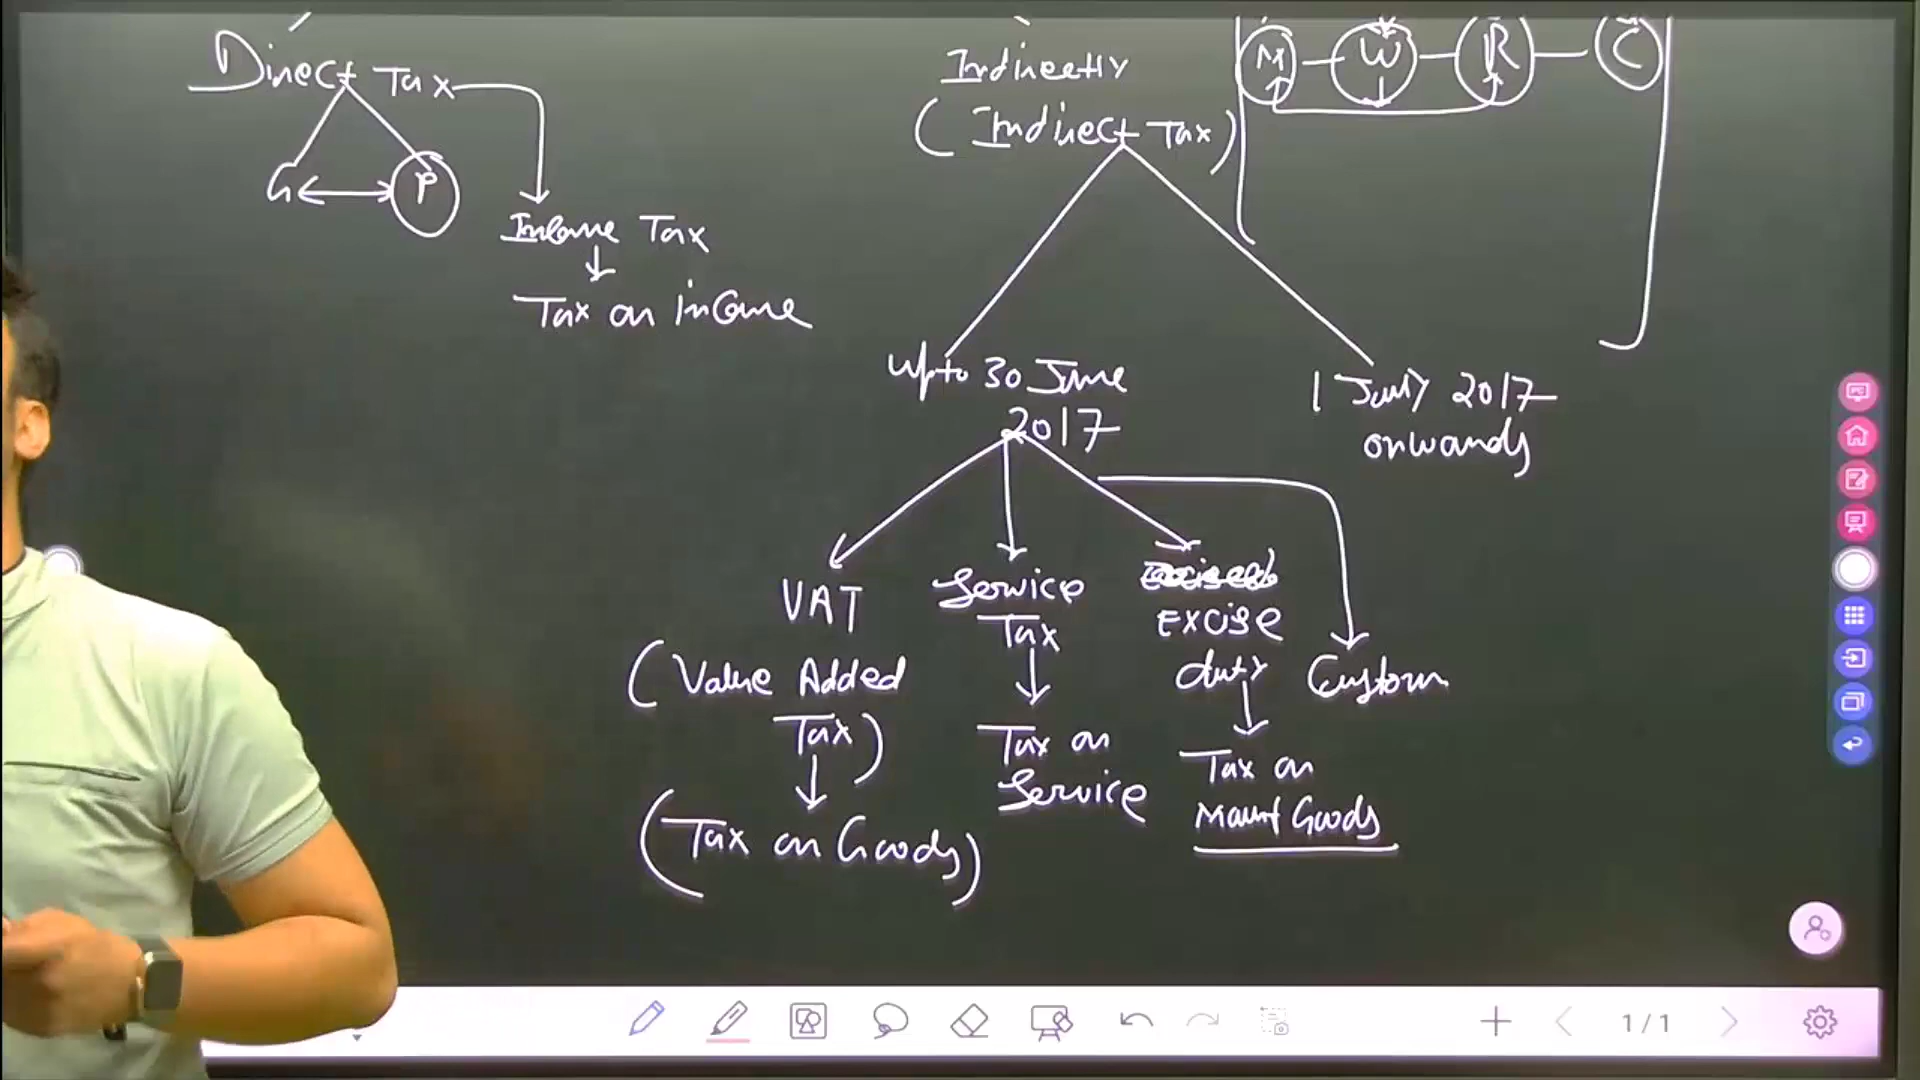 Direct Tax
G
P
Income Tax
Tax on Income
Indirectly
(Indirect Tax)
M
W
R
C
upto 30 June
2017
1 July 2017
onwards
VAT
(Value Added
Tax)
(Tax on Goods)
Service
Tax
Tax on
Service
Excise
duty
Tax on
Manuf Goods
Custom
1/1